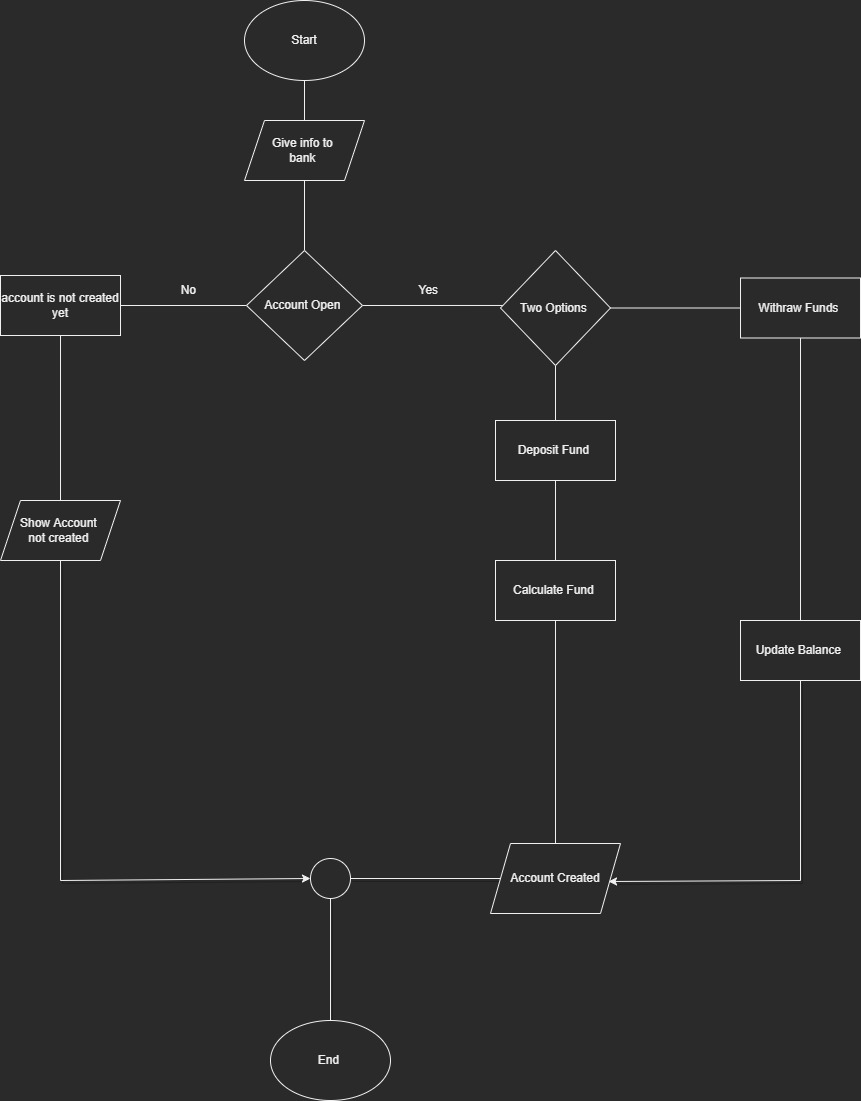 Start
Give info to
bank
No
Yes
account is not created
yet
Account Open
Two Options
Withraw Funds
Deposit Fund
Show Account
not created
Calculate Fund
Update Balance
Account Created
End